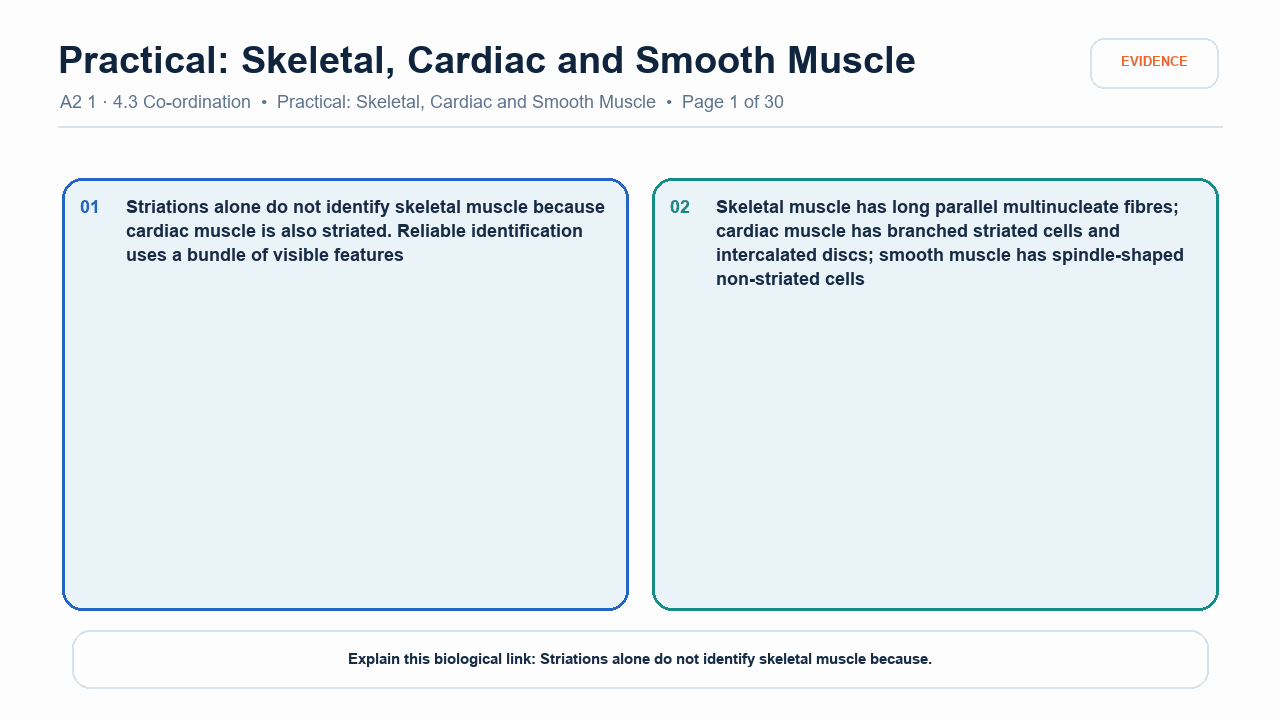 Practical: Skeletal, Cardiac and Smooth Muscle
EVIDENCE
A2 1 · 4.3 Co-ordination • Practical: Skeletal, Cardiac and Smooth Muscle • Page 1 of 30
01
Striations alone do not identify skeletal muscle because
cardiac muscle is also striated. Reliable identification
uses a bundle of visible features
02
Skeletal muscle has long parallel multinucleate fibres;
cardiac muscle has branched striated cells and
intercalated discs; smooth muscle has spindle-shaped
non-striated cells
Explain this biological link: Striations alone do not identify skeletal muscle because.